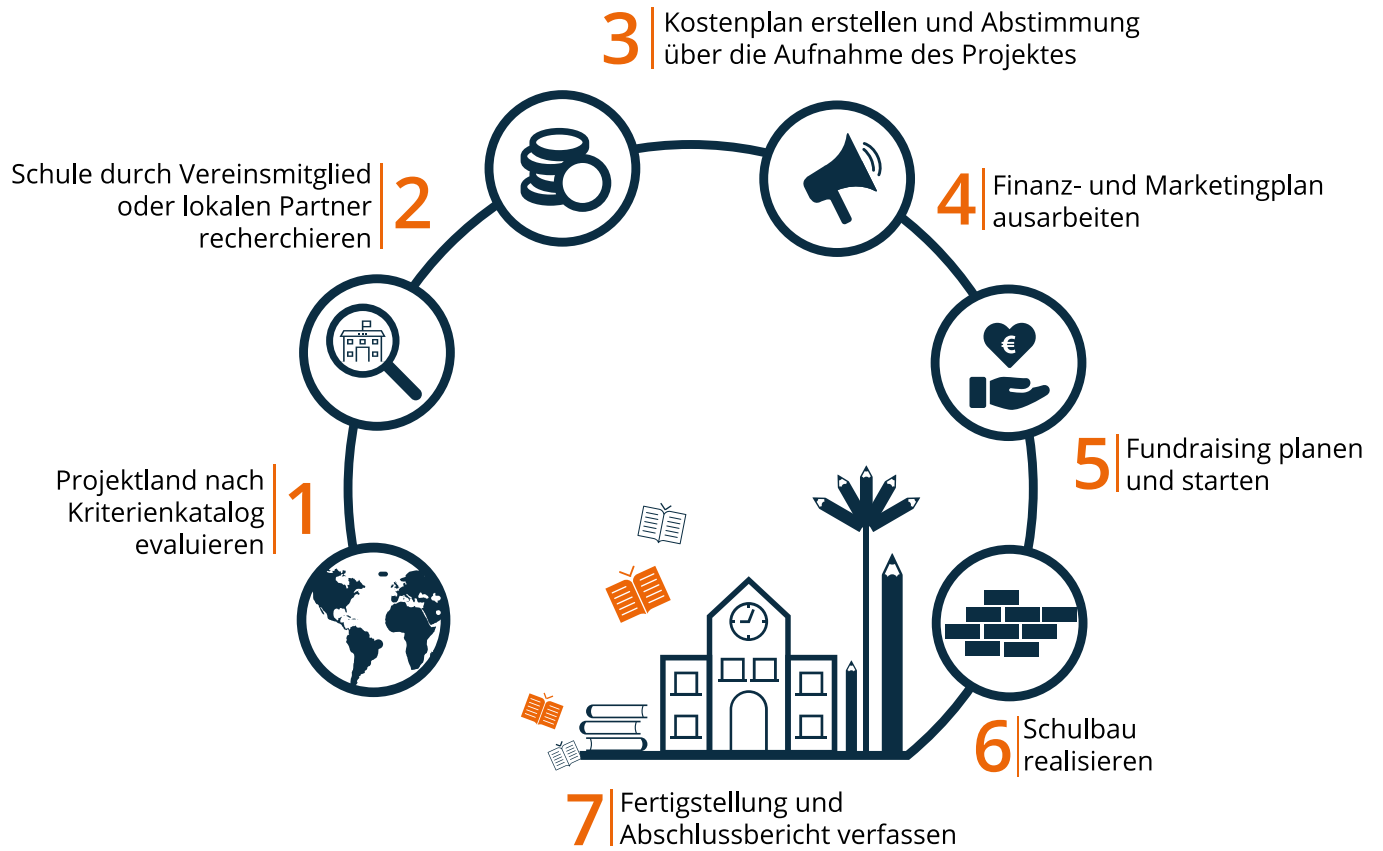 1
Projektland nach
Kriterienkatalog
evaluieren
2
Schule durch Vereinsmitglied
oder lokalen Partner
recherchieren
3
Kostenplan erstellen und Abstimmung
über die Aufnahme des Projektes
4
Finanz- und Marketingplan
ausarbeiten
5
Fundraising planen
und starten
€
6
Schulbau
realisieren
7
Fertigstellung und
Abschlussbericht verfassen